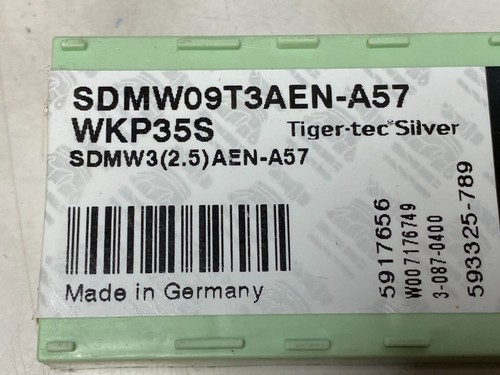 SDMW09T3AEN-A57
WKP35S Tiger-tec®Silver
SDMW3(2.5)AEN-A57
Made in Germany
5917656
W007176749
3-087-0400
593325-789